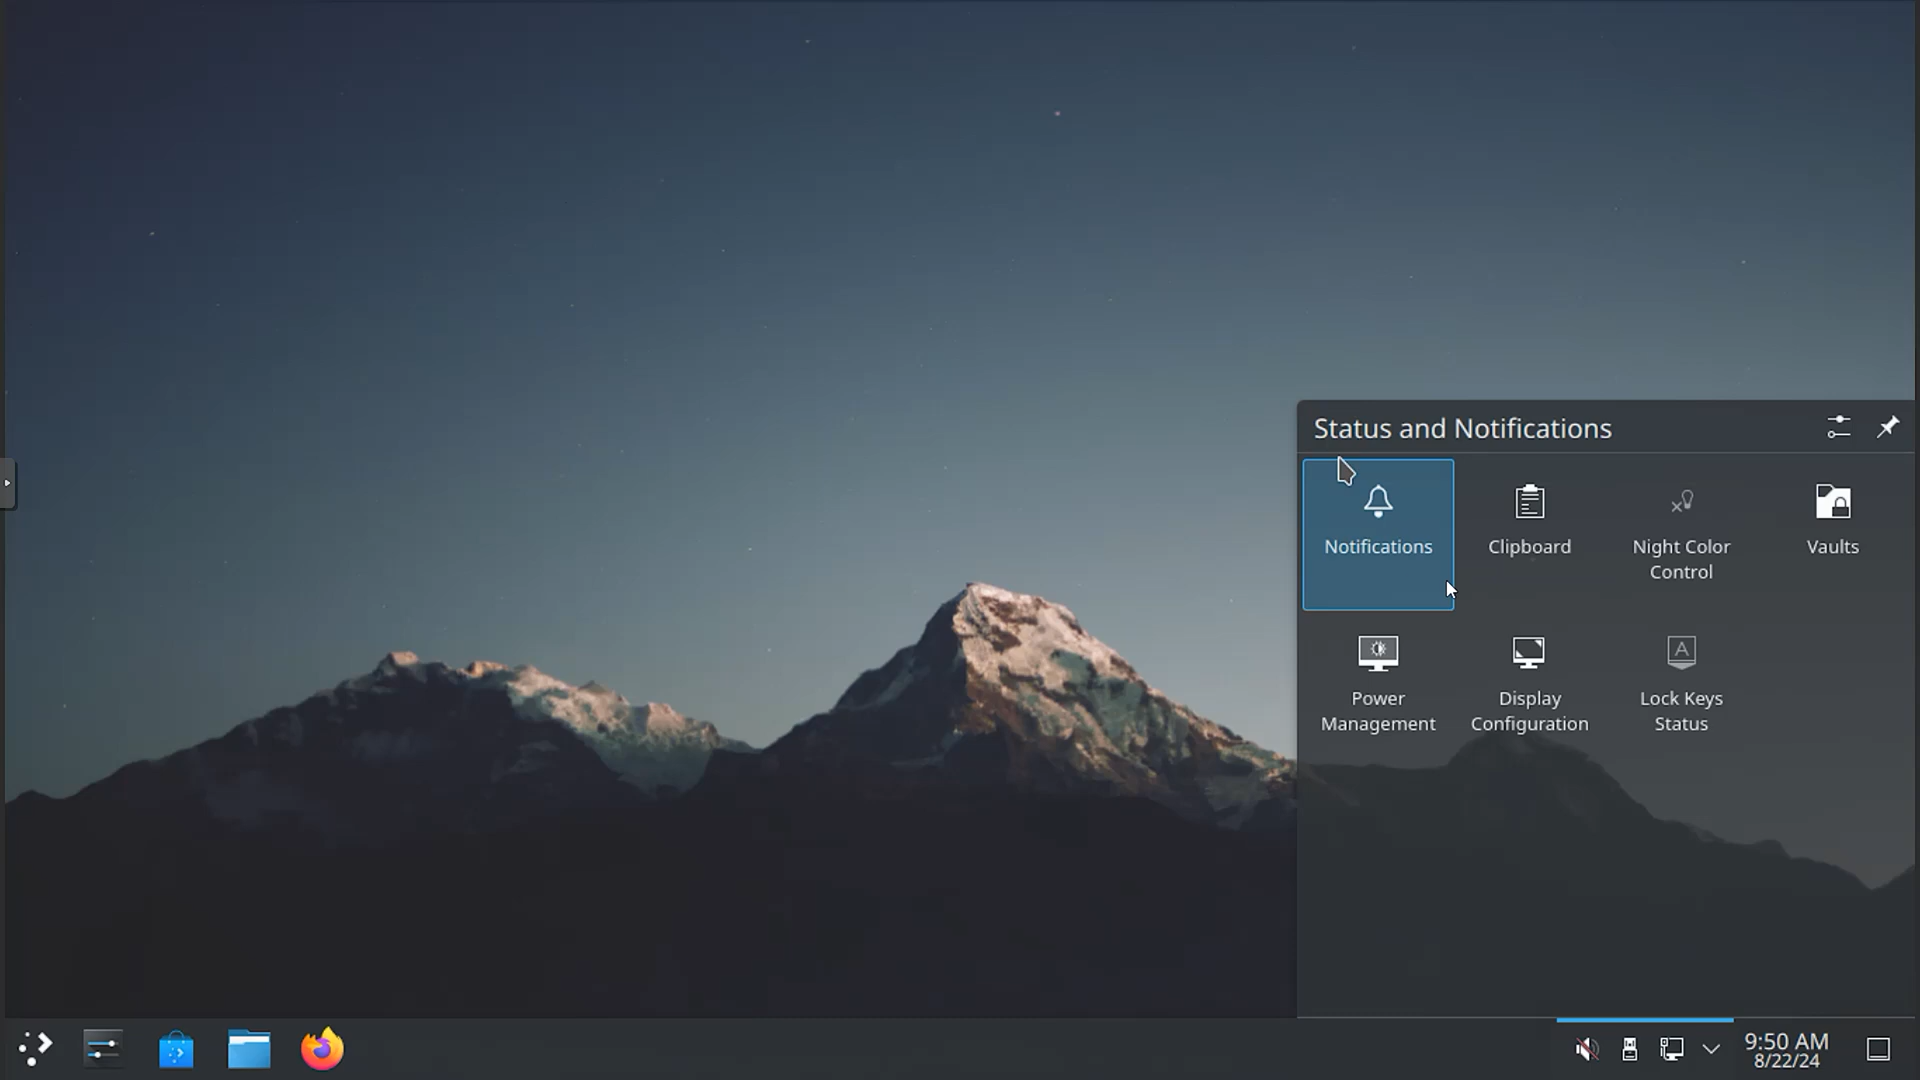 Status and Notifications
Notifications
Clipboard
Night Color
Control
Vaults
Power
Management
Display
Configuration
A
Lock Keys
Status
9:50 AM
8/22/24